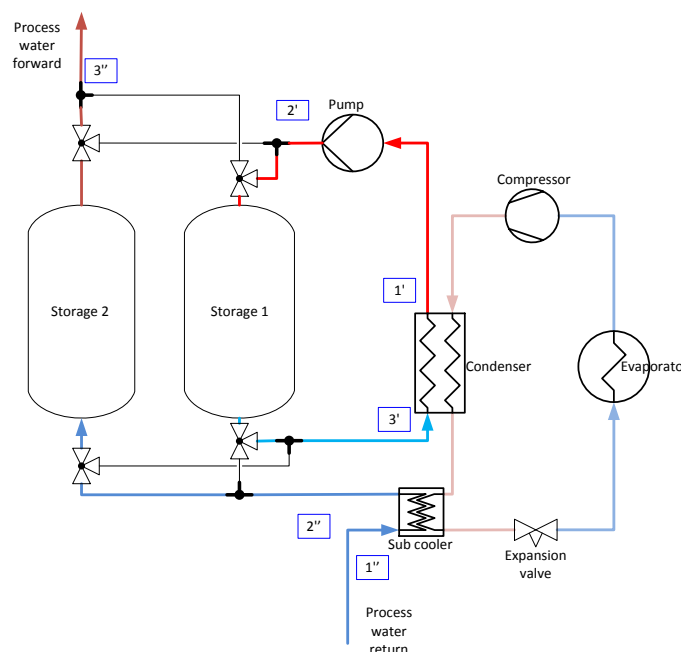 Process
water
forward
3''
2'
Pump
Compressor
Storage 2
Storage 1
1'
Condenser
Evaporato
3'
2''
Sub cooler
Expansion
valve
1''
Process
water
return